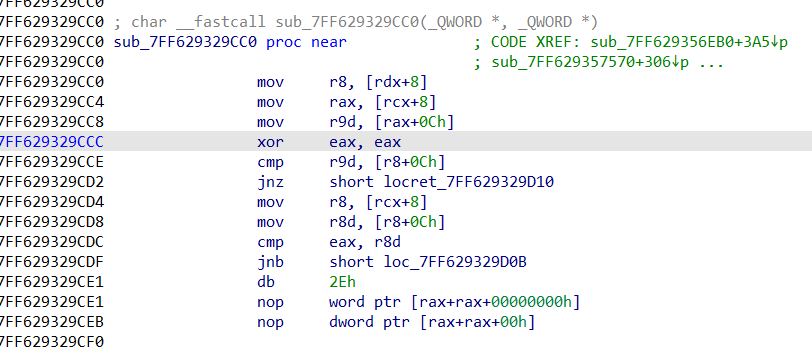 7FF629329CC0
7FF629329CC0 ; char __fastcall sub_7FF629329CC0(_QWORD *, _QWORD *)
7FF629329CC0 sub_7FF629329CC0 proc near ; CODE XREF: sub_7FF629356EB0+3A5↓p
7FF629329CC0 ; sub_7FF629357570+306↓p ...
7FF629329CC0 mov r8, [rdx+8]
7FF629329CC4 mov rax, [rcx+8]
7FF629329CC8 mov r9d, [rax+0Ch]
7FF629329CCC xor eax, eax
7FF629329CCE cmp r9d, [r8+0Ch]
7FF629329CD2 jnz short locret_7FF629329D10
7FF629329CD4 mov r8, [rcx+8]
7FF629329CD8 mov r8d, [r8+0Ch]
7FF629329CDC cmp eax, r8d
7FF629329CDF jnb short loc_7FF629329D0B
7FF629329CE1 db 2Eh
7FF629329CE1 nop word ptr [rax+rax+00000000h]
7FF629329CEB nop dword ptr [rax+rax+00h]
7FF629329CF0